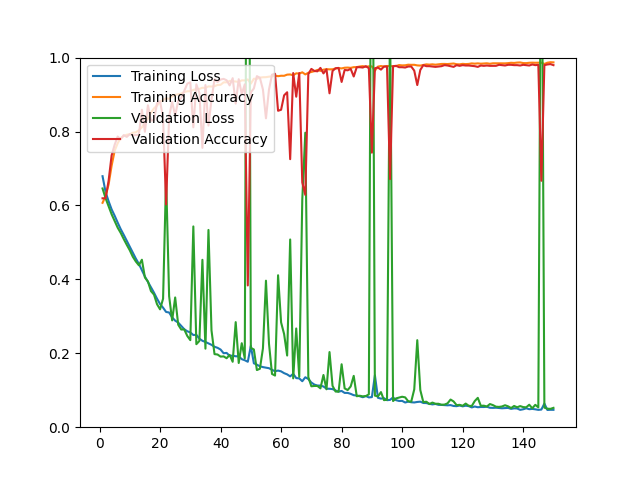 1.0
0.8
0.6
0.4
0.2
0.0
Training Loss
Training Accuracy
Validation Loss
Validation Accuracy
0 20 40 60 80 100 120 140